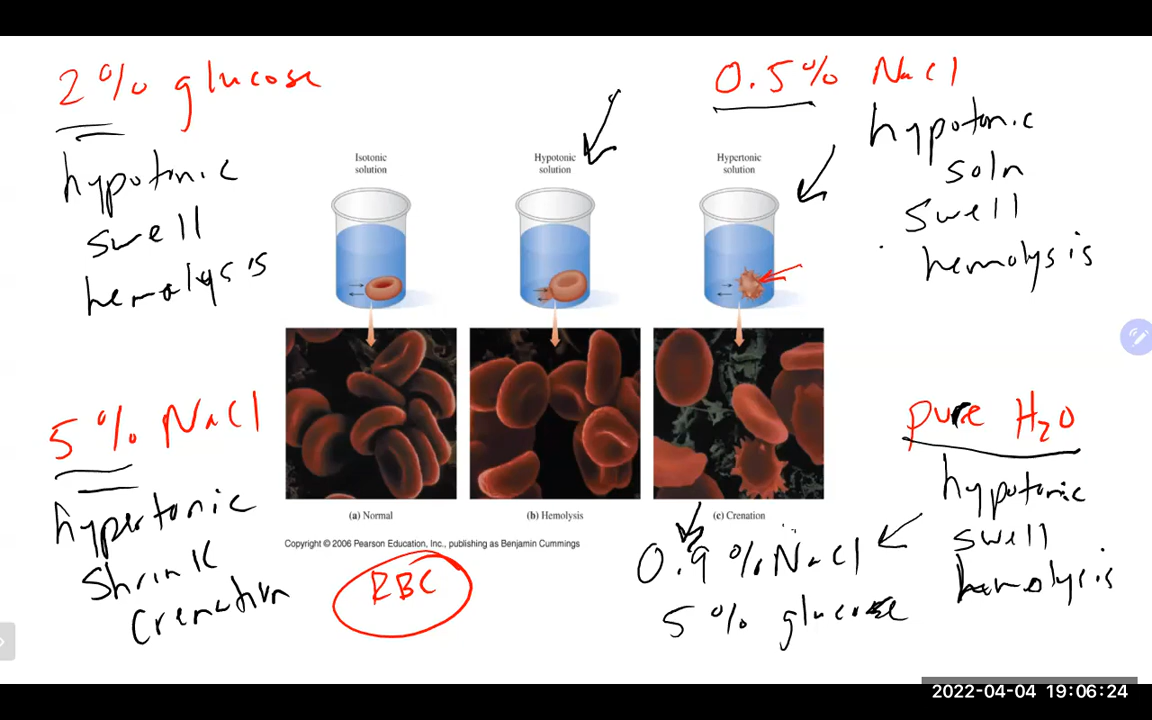 2% glucose
hypotonic
swell
hemolysis
0.5% NaCl
hypotonic
soln
swell
hemolysis
Isotonic
solution
Hypotonic
solution
Hypertonic
solution
5% NaCl
hypertonic
Shrink
Crenation
pure H₂O
hypotonic
swell
hemolysis
(a) Normal
(b) Hemolysis
(c) Crenation
Copyright © 2006 Pearson Education, Inc., publishing as Benjamin Cummings
RBC
0.9% NaCl
5% glucose
2022-04-04 19:06:24